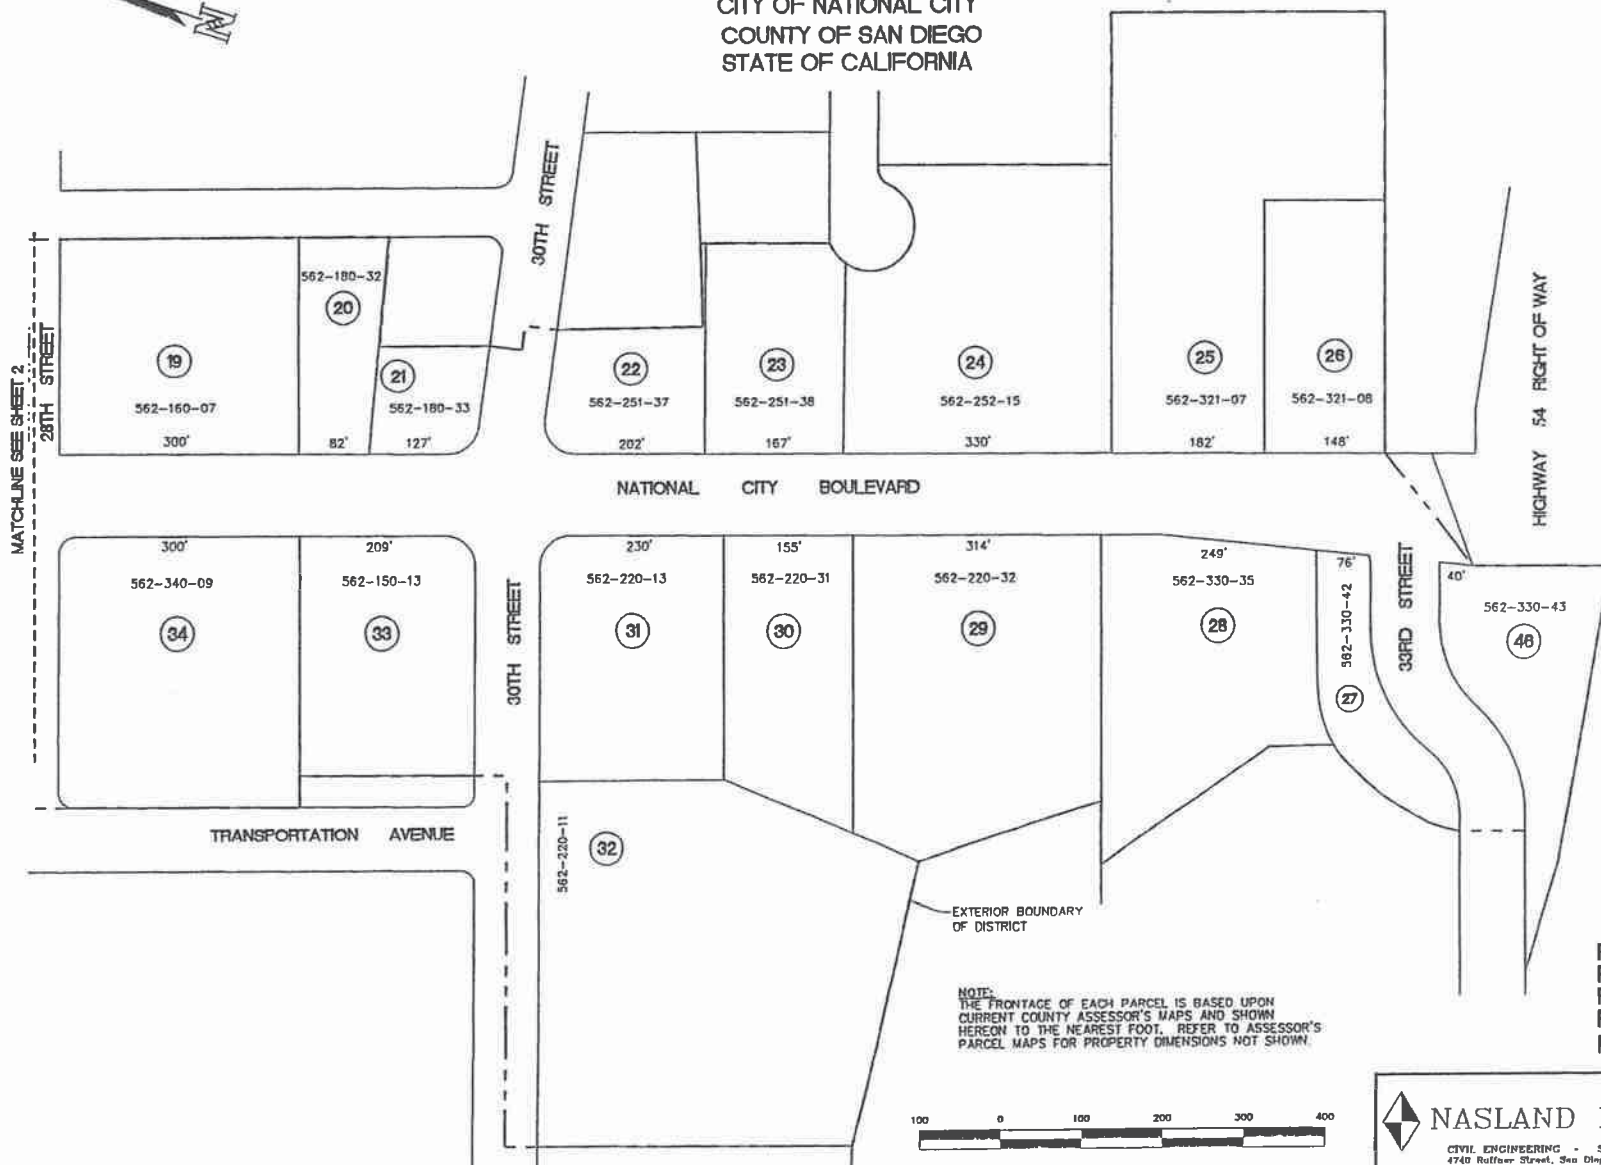 N
CITY OF NATIONAL CITY
COUNTY OF SAN DIEGO
STATE OF CALIFORNIA
MATCHLINE SEE SHEET 2
28TH STREET
30TH STREET
19
562-160-07
300'
562-180-32
20
82'
21
562-180-33
127'
22
562-251-37
202'
23
562-251-38
167'
24
562-252-15
330'
25
562-321-07
182'
26
562-321-08
148'
HIGHWAY 54 RIGHT OF WAY
NATIONAL CITY BOULEVARD
300'
562-340-09
34
209'
562-150-13
33
30TH STREET
230'
562-220-13
31
155'
562-220-31
30
314'
562-220-32
29
249'
562-330-35
28
76'
562-330-42
27
33RD STREET
40'
562-330-43
46
TRANSPORTATION AVENUE
562-220-11
32
EXTERIOR BOUNDARY
OF DISTRICT
NOTE:
THE FRONTAGE OF EACH PARCEL IS BASED UPON
CURRENT COUNTY ASSESSOR'S MAPS AND SHOWN
HEREON TO THE NEAREST FOOT. REFER TO ASSESSOR'S
PARCEL MAPS FOR PROPERTY DIMENSIONS NOT SHOWN.
100 0 100 200 300 400
NASLAND
CIVIL ENGINEERING -
4740 Ruffner Street, San